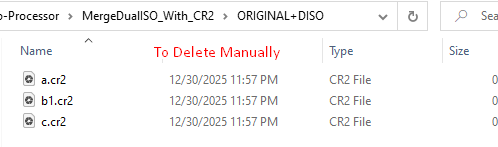 o-Processor > MergeDualISO_With_CR2 > ORIGINAL+DISO
Name To Delete Manually Type Size
a.cr2 12/30/2025 11:57 PM CR2 File 0
b1.cr2 12/30/2025 11:57 PM CR2 File 0
c.cr2 12/30/2025 11:57 PM CR2 File 0